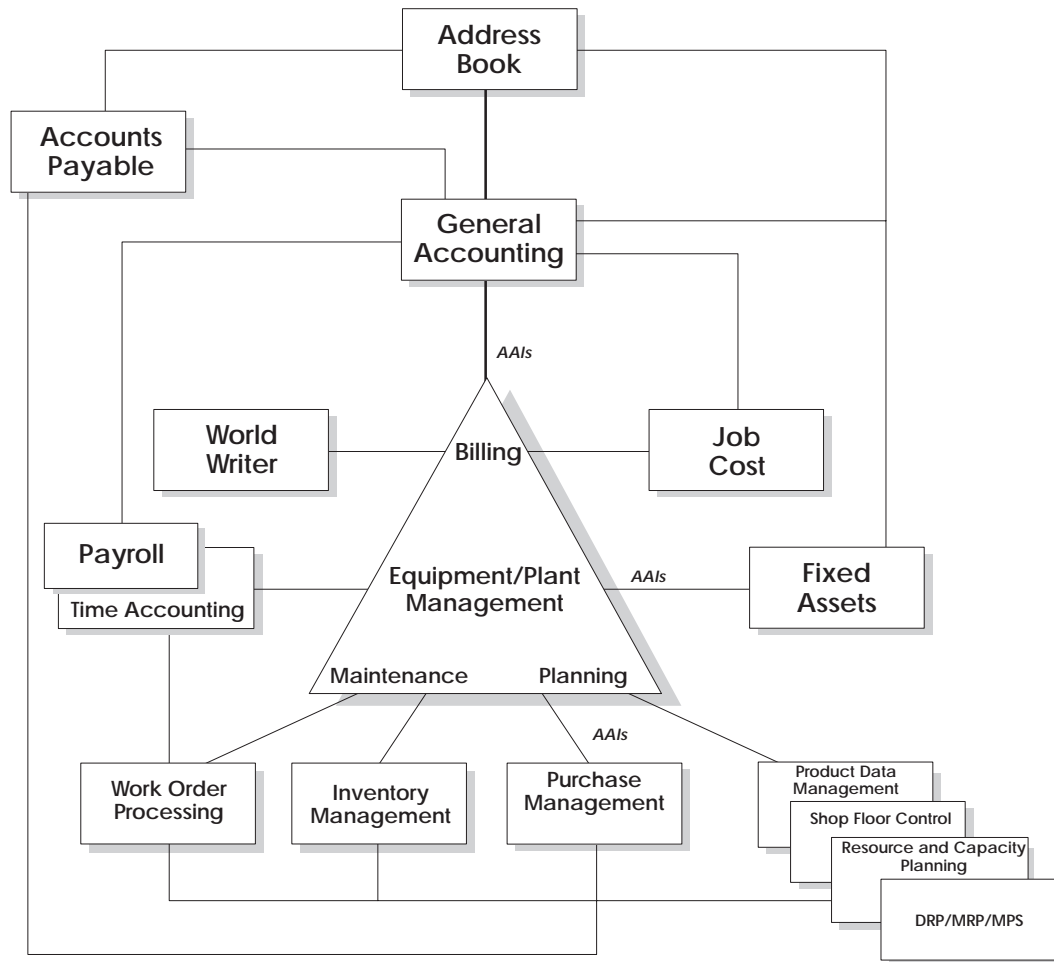 Address
Book
Accounts
Payable
General
Accounting
AAIs
World
Writer
Billing
Job
Cost
Payroll
Time Accounting
Equipment/Plant
Management
AAIs
Fixed
Assets
Maintenance
Planning
AAIs
Work Order
Processing
Inventory
Management
Purchase
Management
Product Data
Management
Shop Floor Control
Resource and Capacity
Planning
DRP/MRP/MPS